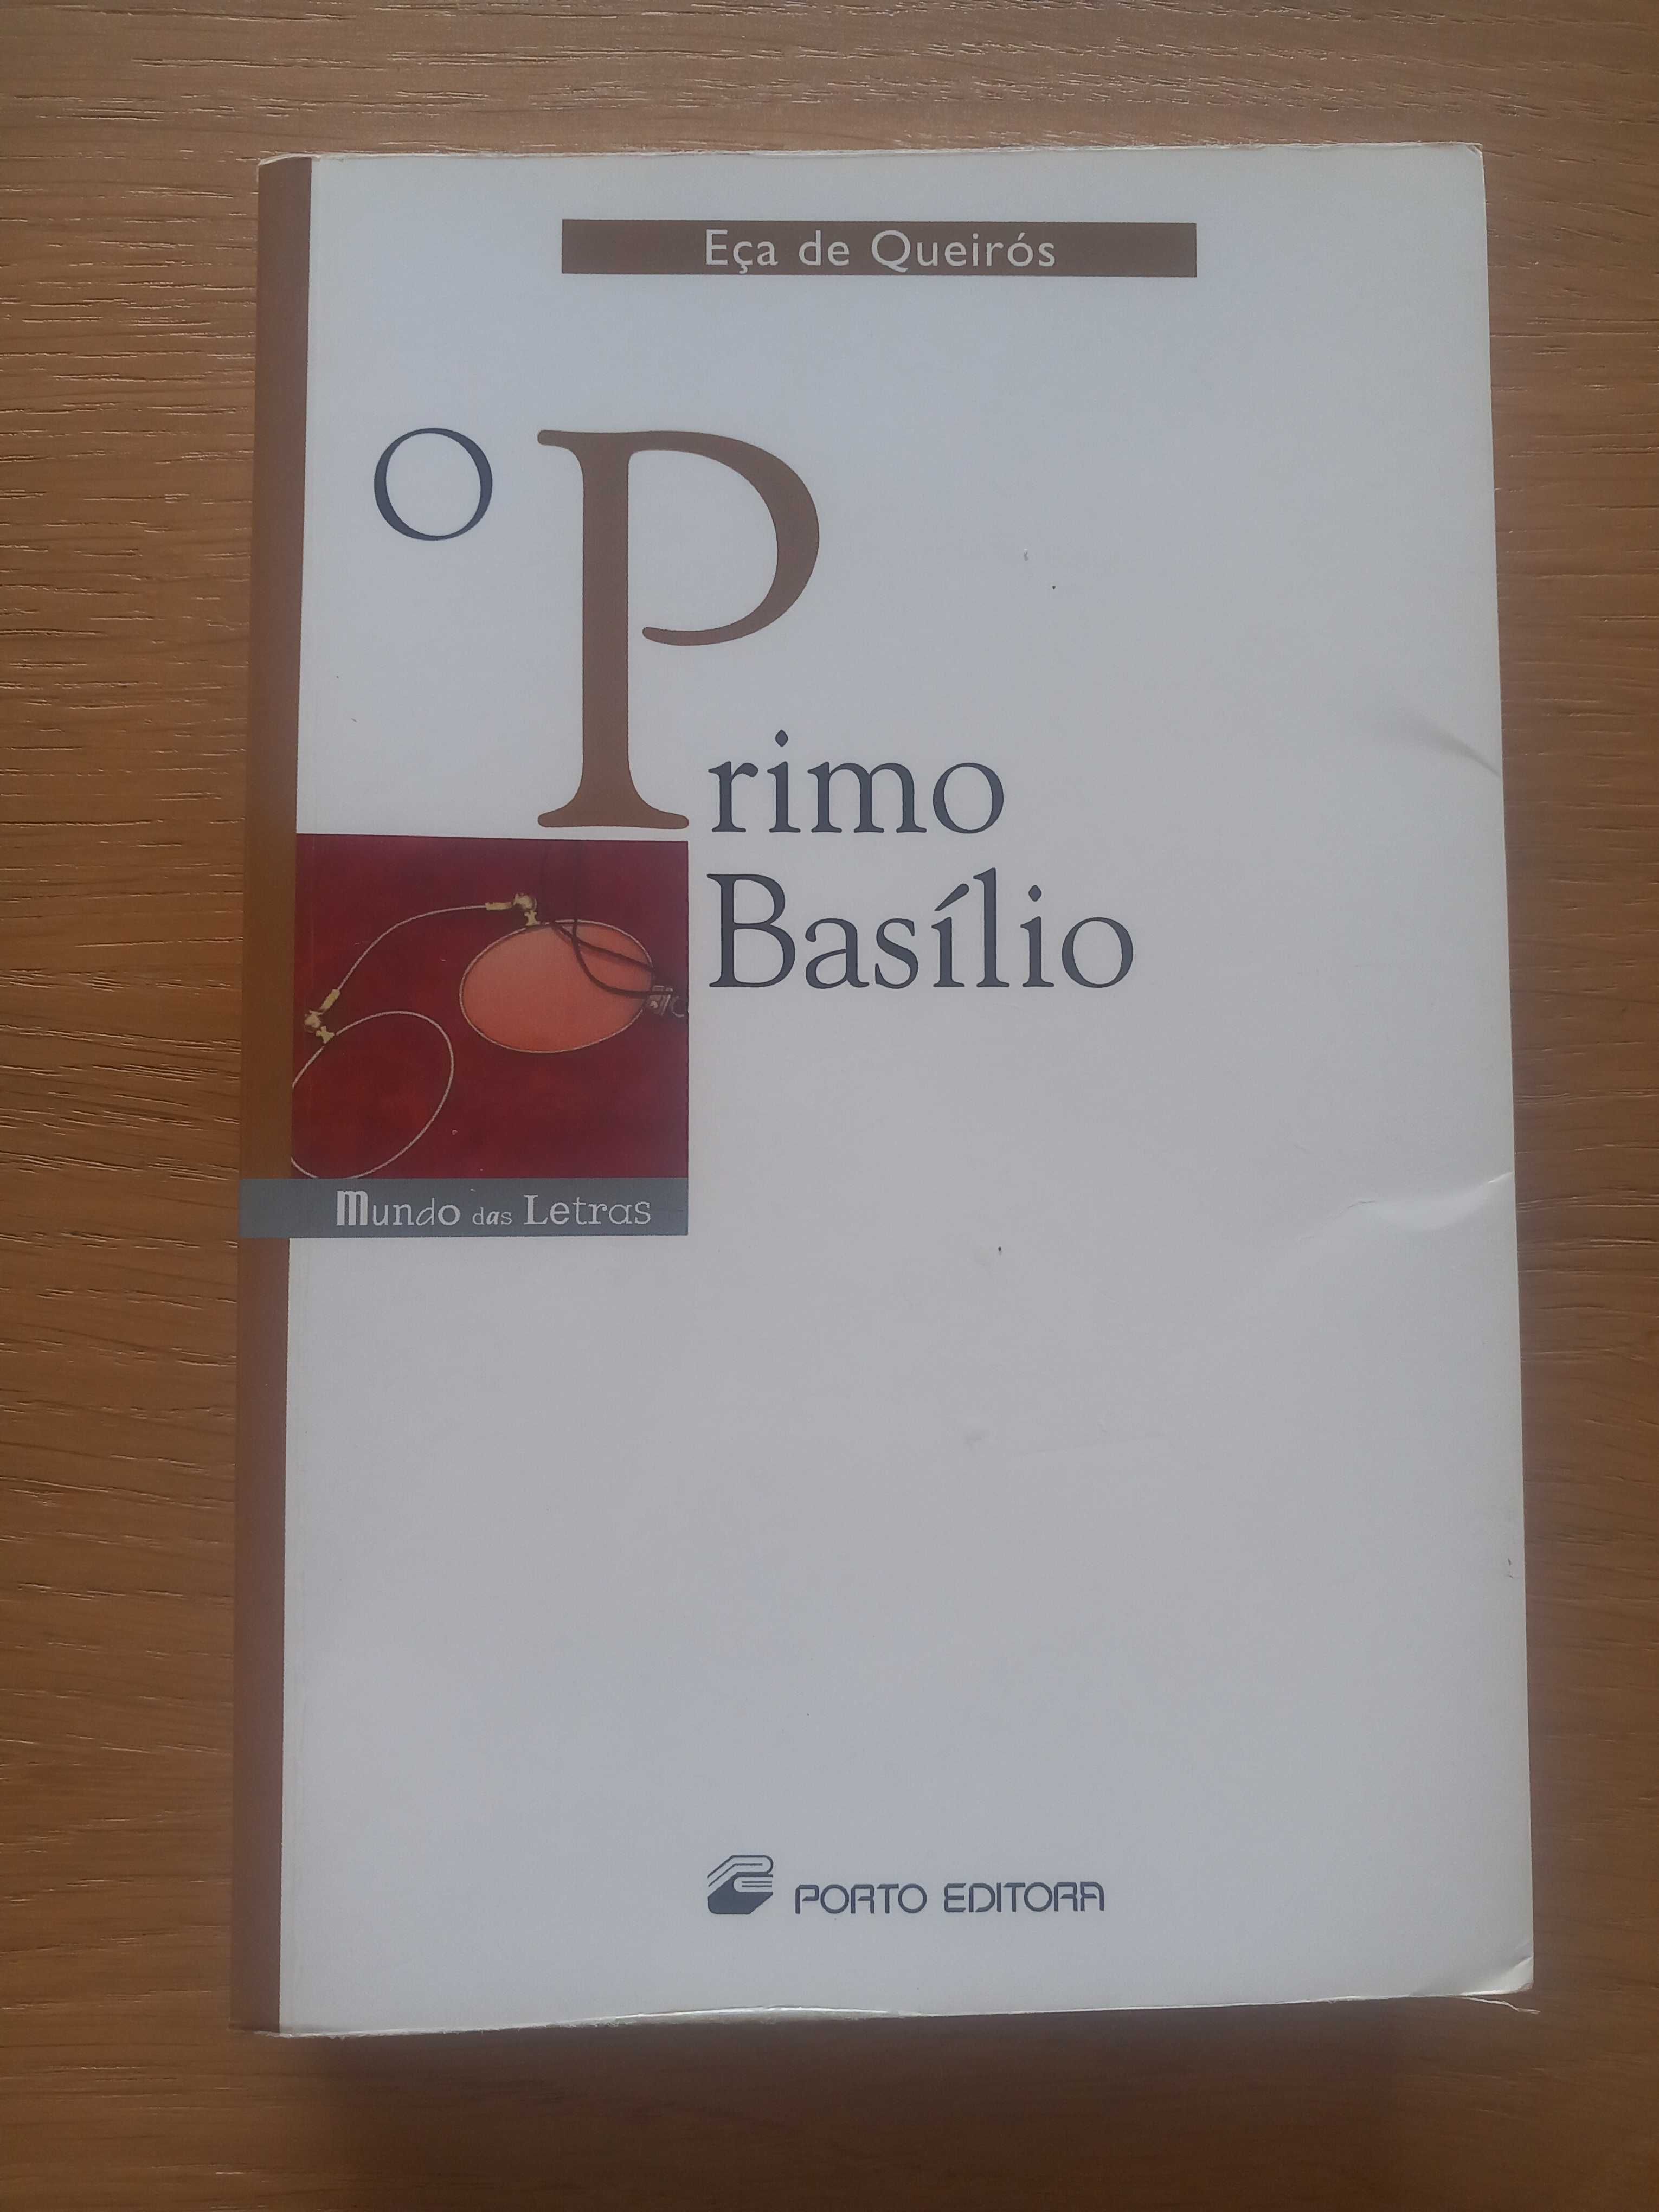 Eça de Queirós
O Primo
Basílio
Mundo das Letras
PORTO EDITORA